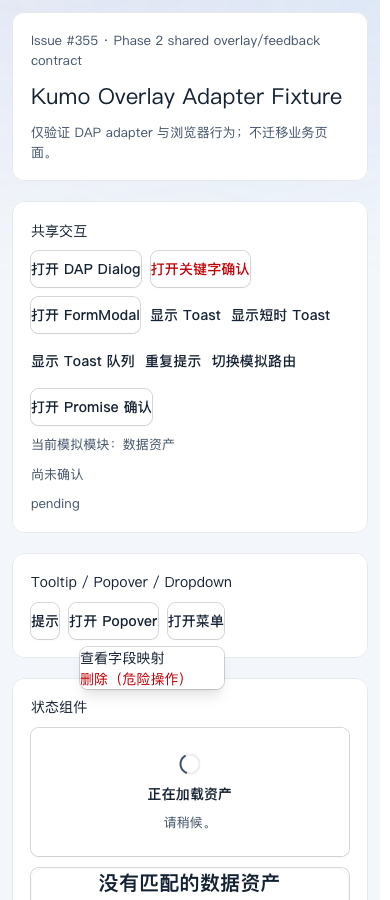 Issue #355 · Phase 2 shared overlay/feedback
contract
Kumo Overlay Adapter Fixture
仅验证 DAP adapter 与浏览器行为；不迁移业务页
面。
共享交互
打开 DAP Dialog 打开关键字确认
打开 FormModal 显示 Toast 显示短时 Toast
显示 Toast 队列 重复提示 切换模拟路由
打开 Promise 确认
当前模拟模块：数据资产
尚未确认
pending
Tooltip / Popover / Dropdown
提示 打开 Popover 打开菜单
查看字段映射
删除（危险操作）
状态组件
正在加载资产
请稍候。
没有匹配的数据资产